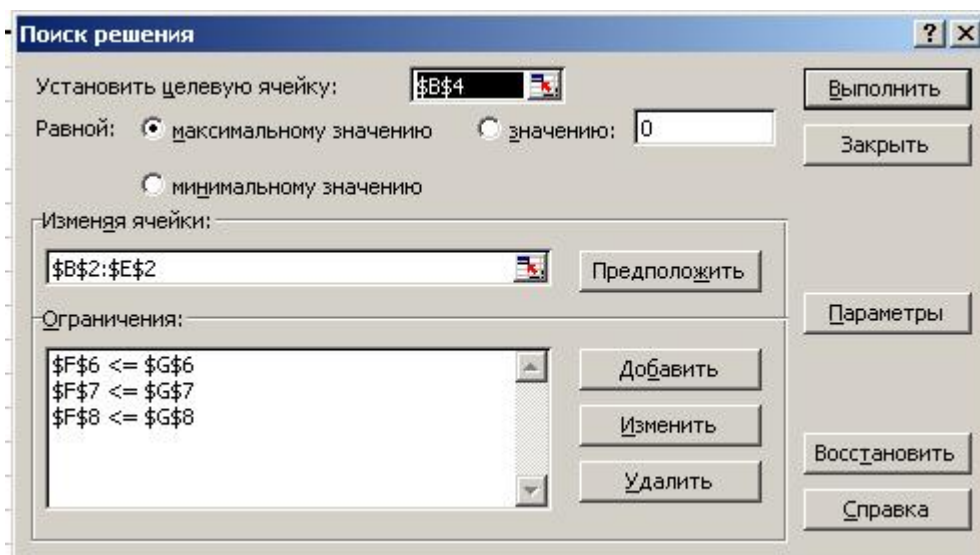 Поиск решения
Установить целевую ячейку: $B$4
Выполнить
Равной: максимальному значению значению: 0
Закрыть
минимальному значению
Изменяя ячейки:
$B$2:$E$2
Предположить
Ограничения:
Параметры
$F$6 <= $G$6
$F$7 <= $G$7
$F$8 <= $G$8
Добавить
Изменить
Удалить
Восстановить
Справка